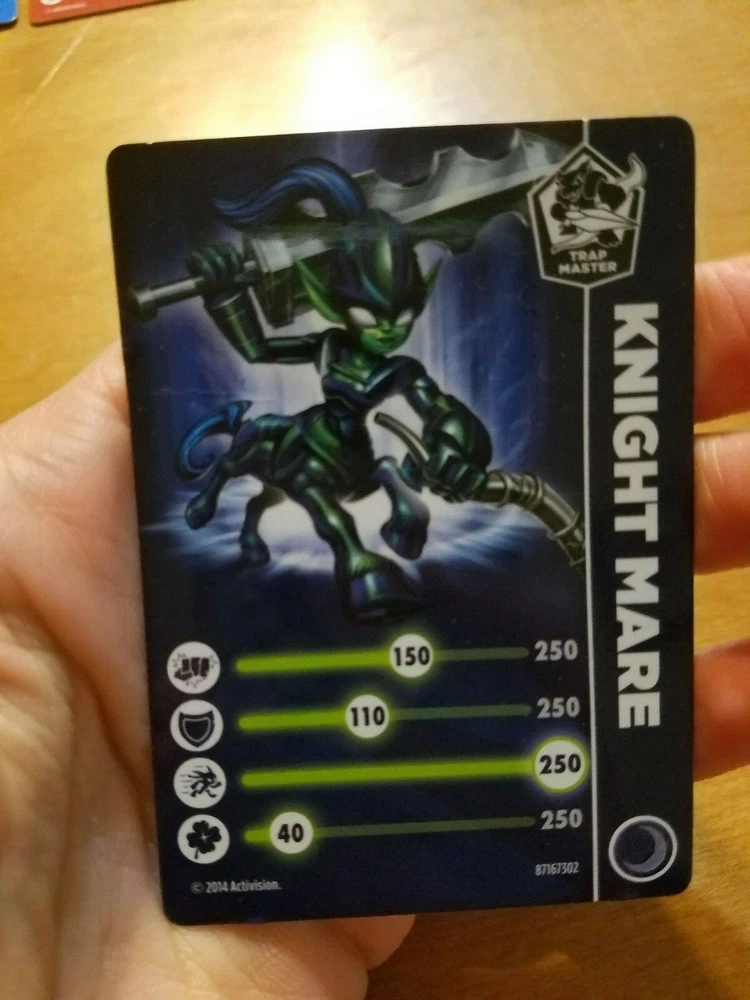 TRAP
MASTER
KNIGHT MARE
150 250
110 250
250
40 250
87167302
© 2014 Activision.